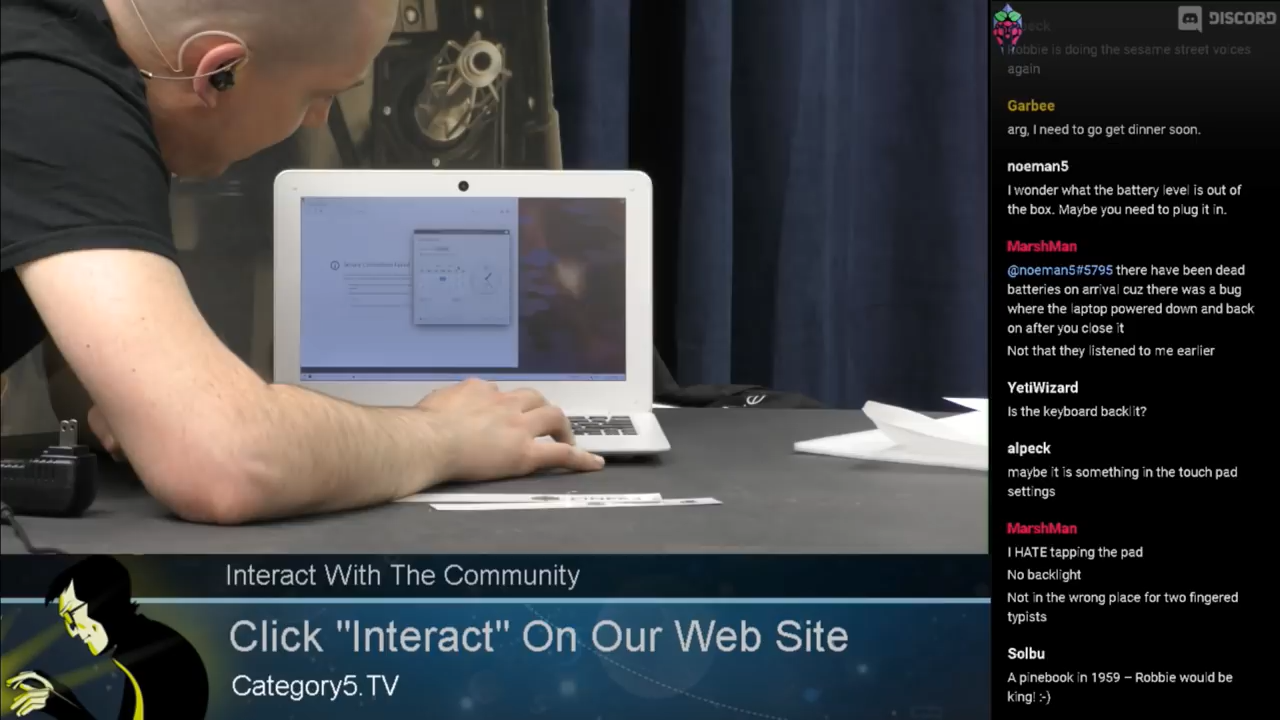 DISCORD
Robbie is doing the sesame street voices
again
Garbee
arg, I need to go get dinner soon.
noeman5
I wonder what the battery level is out of
the box. Maybe you need to plug it in.
MarshMan
@noeman5#5795 there have been dead
batteries on arrival cuz there was a bug
where the laptop powered down and back
on after you close it
Not that they listened to me earlier
YetiWizard
Is the keyboard backlit?
alpeck
maybe it is something in the touch pad
settings
MarshMan
I HATE tapping the pad
No backlight
Not in the wrong place for two fingered
typists
Solbu
A pinebook in 1959 – Robbie would be
king! :-)
Interact With The Community
Click "Interact" On Our Web Site
Category5.TV